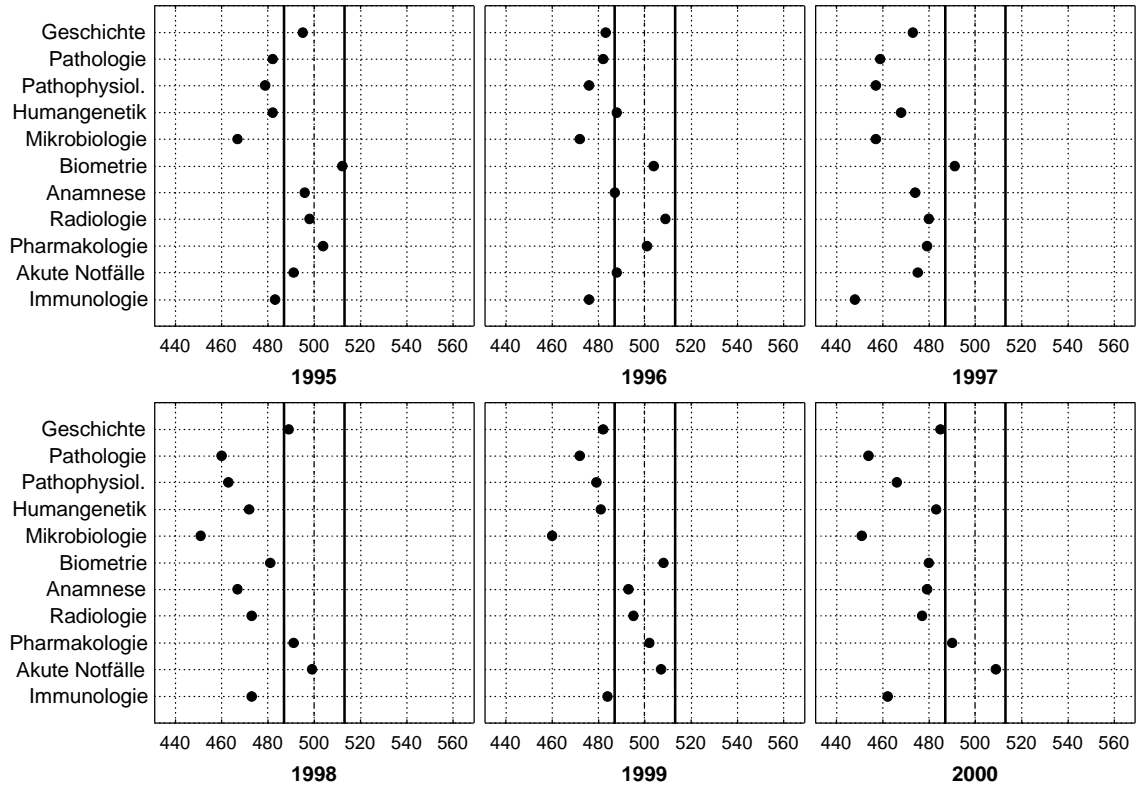 Geschichte
Pathologie
Pathophysiol.
Humangenetik
Mikrobiologie
Biometrie
Anamnese
Radiologie
Pharmakologie
Akute Notfälle
Immunologie
440 460 480 500 520 540 560 440 460 480 500 520 540 560 440 460 480 500 520 540 560
1995 1996 1997
Geschichte
Pathologie
Pathophysiol.
Humangenetik
Mikrobiologie
Biometrie
Anamnese
Radiologie
Pharmakologie
Akute Notfälle
Immunologie
440 460 480 500 520 540 560 440 460 480 500 520 540 560 440 460 480 500 520 540 560
1998 1999 2000